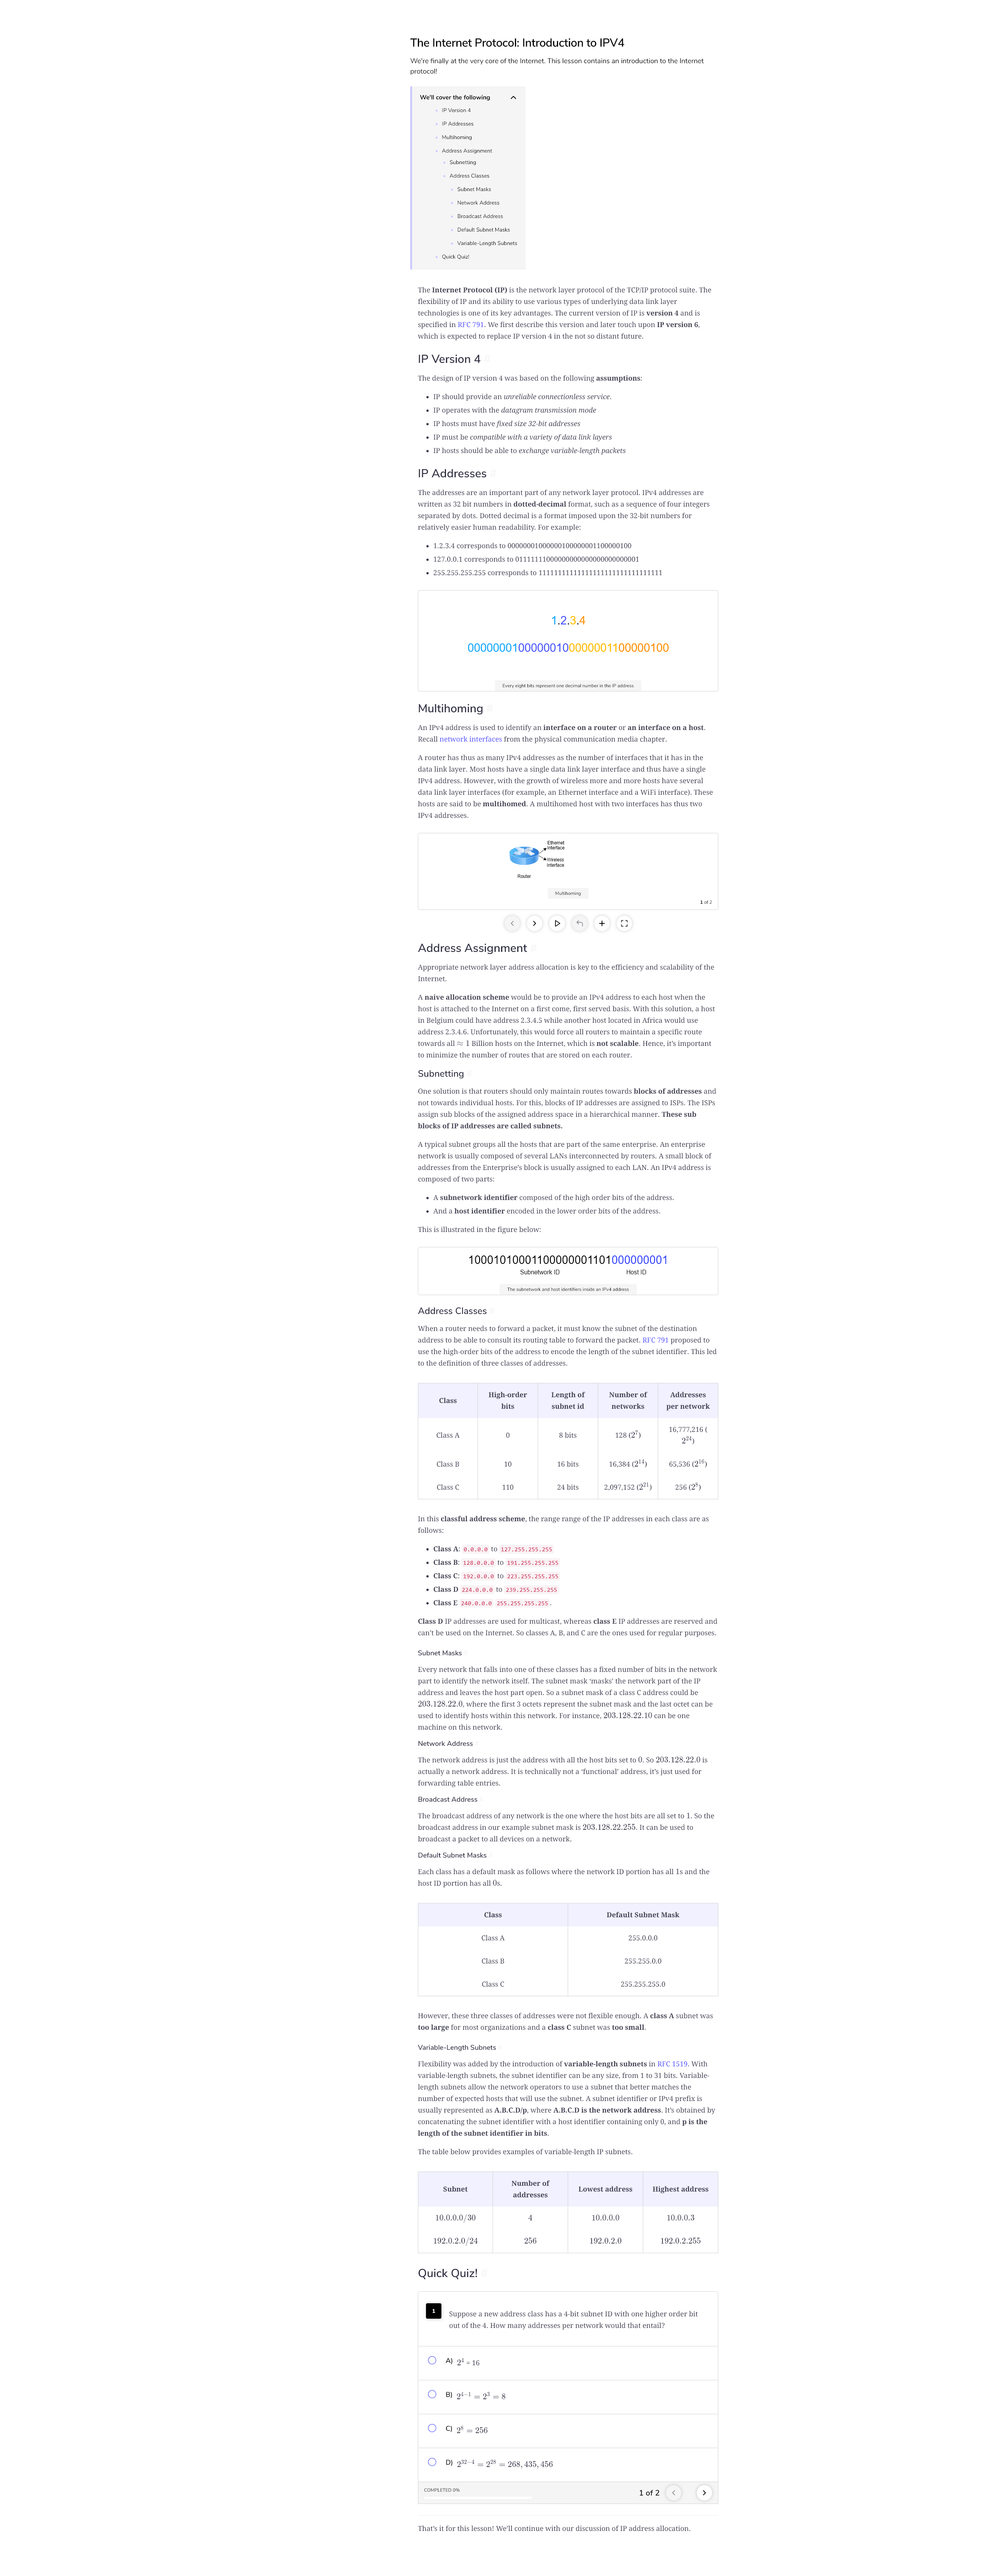 The Internet Protocol: Introduction to IPV4
We're finally at the very core of the Internet. This lesson contains an introduction to the Internet
protocol!
We'll cover the following
IP Version 4
IP Addresses
Multihoming
Address Assignment
Subnetting
Address Classes
Subnet Masks
Network Address
Broadcast Address
Default Subnet Masks
Variable-Length Subnets
Quick Quiz!
The Internet Protocol (IP) is the network layer protocol of the TCP/IP protocol suite. The
flexibility of IP and its ability to use various types of underlying data link layer
technologies is one of its key advantages. The current version of IP is version 4 and is
specified in RFC 791. We first describe this version and later touch upon IP version 6,
which is expected to replace IP version 4 in the not so distant future.
IP Version 4
The design of IP version 4 was based on the following assumptions:
• IP should provide an unreliable connectionless service.
• IP operates with the datagram transmission mode
• IP hosts must have fixed size 32-bit addresses
• IP must be compatible with a variety of data link layers
• IP hosts should be able to exchange variable-length packets
IP Addresses
The addresses are an important part of any network layer protocol. IPv4 addresses are
written as 32 bit numbers in dotted-decimal format, such as a sequence of four integers
separated by dots. Dotted decimal is a format imposed upon the 32-bit numbers for
relatively easier human readability. For example:
• 1.2.3.4 corresponds to 00000001000000100000001100000100
• 127.0.0.1 corresponds to 01111111000000000000000000000001
• 255.255.255.255 corresponds to 11111111111111111111111111111111
1.2.3.4
00000001000000100000001100000100
Every eight bits represent one decimal number in the IP address
Multihoming
An IPv4 address is used to identify an interface on a router or an interface on a host.
Recall network interfaces from the physical communication media chapter.
A router has thus as many IPv4 addresses as the number of interfaces that it has in the
data link layer. Most hosts have a single data link layer interface and thus have a single
IPv4 address. However, with the growth of wireless more and more hosts have several
data link layer interfaces (for example, an Ethernet interface and a WiFi interface). These
hosts are said to be multihomed. A multihomed host with two interfaces has thus two
IPv4 addresses.
Ethernet
Interface
Wireless
Interface
Router
Multihoming
1 of 2
Address Assignment
Appropriate network layer address allocation is key to the efficiency and scalability of the
Internet.
A naive allocation scheme would be to provide an IPv4 address to each host when the
host is attached to the Internet on a first come, first served basis. With this solution, a host
in Belgium could have address 2.3.4.5 while another host located in Africa would use
address 2.3.4.6. Unfortunately, this would force all routers to maintain a specific route
towards all ≈ 1 Billion hosts on the Internet, which is not scalable. Hence, it's important
to minimize the number of routes that are stored on each router.
Subnetting
One solution is that routers should only maintain routes towards blocks of addresses and
not towards individual hosts. For this, blocks of IP addresses are assigned to ISPs. The ISPs
assign sub blocks of the assigned address space in a hierarchical manner. These sub
blocks of IP addresses are called subnets.
A typical subnet groups all the hosts that are part of the same enterprise. An enterprise
network is usually composed of several LANs interconnected by routers. A small block of
addresses from the Enterprise's block is usually assigned to each LAN. An IPv4 address is
composed of two parts:
• A subnetwork identifier composed of the high order bits of the address.
• And a host identifier encoded in the lower order bits of the address.
This is illustrated in the figure below:
10001010001100000001101000000001
Subnetwork ID Host ID
The subnetwork and host identifiers inside an IPv4 address
Address Classes
When a router needs to forward a packet, it must know the subnet of the destination
address to be able to consult its routing table to forward the packet. RFC 791 proposed to
use the high-order bits of the address to encode the length of the subnet identifier. This led
to the definition of three classes of addresses.
Class High-order bits Length of subnet id Number of networks Addresses per network
Class A 0 8 bits 128 (2^7) 16,777,216 (2^24)
Class B 10 16 bits 16,384 (2^14) 65,536 (2^16)
Class C 110 24 bits 2,097,152 (2^21) 256 (2^8)
In this classful address scheme, the range range of the IP addresses in each class are as
follows:
• Class A: 0.0.0.0 to 127.255.255.255
• Class B: 128.0.0.0 to 191.255.255.255
• Class C: 192.0.0.0 to 223.255.255.255
• Class D 224.0.0.0 to 239.255.255.255
• Class E 240.0.0.0 255.255.255.255.
Class D IP addresses are used for multicast, whereas class E IP addresses are reserved and
can't be used on the Internet. So classes A, B, and C are the ones used for regular purposes.
Subnet Masks
Every network that falls into one of these classes has a fixed number of bits in the network
part to identify the network itself. The subnet mask 'masks' the network part of the IP
address and leaves the host part open. So a subnet mask of a class C address could be
203.128.22.0, where the first 3 octets represent the subnet mask and the last octet can be
used to identify hosts within this network. For instance, 203.128.22.10 can be one
machine on this network.
Network Address
The network address is just the address with all the host bits set to 0. So 203.128.22.0 is
actually a network address. It is technically not a 'functional' address, it's just used for
forwarding table entries.
Broadcast Address
The broadcast address of any network is the one where the host bits are all set to 1. So the
broadcast address in our example subnet mask is 203.128.22.255. It can be used to
broadcast a packet to all devices on a network.
Default Subnet Masks
Each class has a default mask as follows where the network ID portion has all 1s and the
host ID portion has all 0s.
Class Default Subnet Mask
Class A 255.0.0.0
Class B 255.255.0.0
Class C 255.255.255.0
However, these three classes of addresses were not flexible enough. A class A subnet was
too large for most organizations and a class C subnet was too small.
Variable-Length Subnets
Flexibility was added by the introduction of variable-length subnets in RFC 1519. With
variable-length subnets, the subnet identifier can be any size, from 1 to 31 bits. Variable-
length subnets allow the network operators to use a subnet that better matches the
number of expected hosts that will use the subnet. A subnet identifier or IPv4 prefix is
usually represented as A.B.C.D/p, where A.B.C.D is the network address. It's obtained by
concatenating the subnet identifier with a host identifier containing only 0, and p is the
length of the subnet identifier in bits.
The table below provides examples of variable-length IP subnets.
Subnet Number of addresses Lowest address Highest address
10.0.0.0/30 4 10.0.0.0 10.0.0.3
192.0.2.0/24 256 192.0.2.0 192.0.2.255
Quick Quiz!
1
Suppose a new address class has a 4-bit subnet ID with one higher order bit
out of the 4. How many addresses per network would that entail?
A) 2^4 = 16
B) 2^4−1 = 2^3 = 8
C) 2^8 = 256
D) 2^32−4 = 2^28 = 268,435,456
COMPLETED 0%
1 of 2
That's it for this lesson! We'll continue with our discussion of IP address allocation.